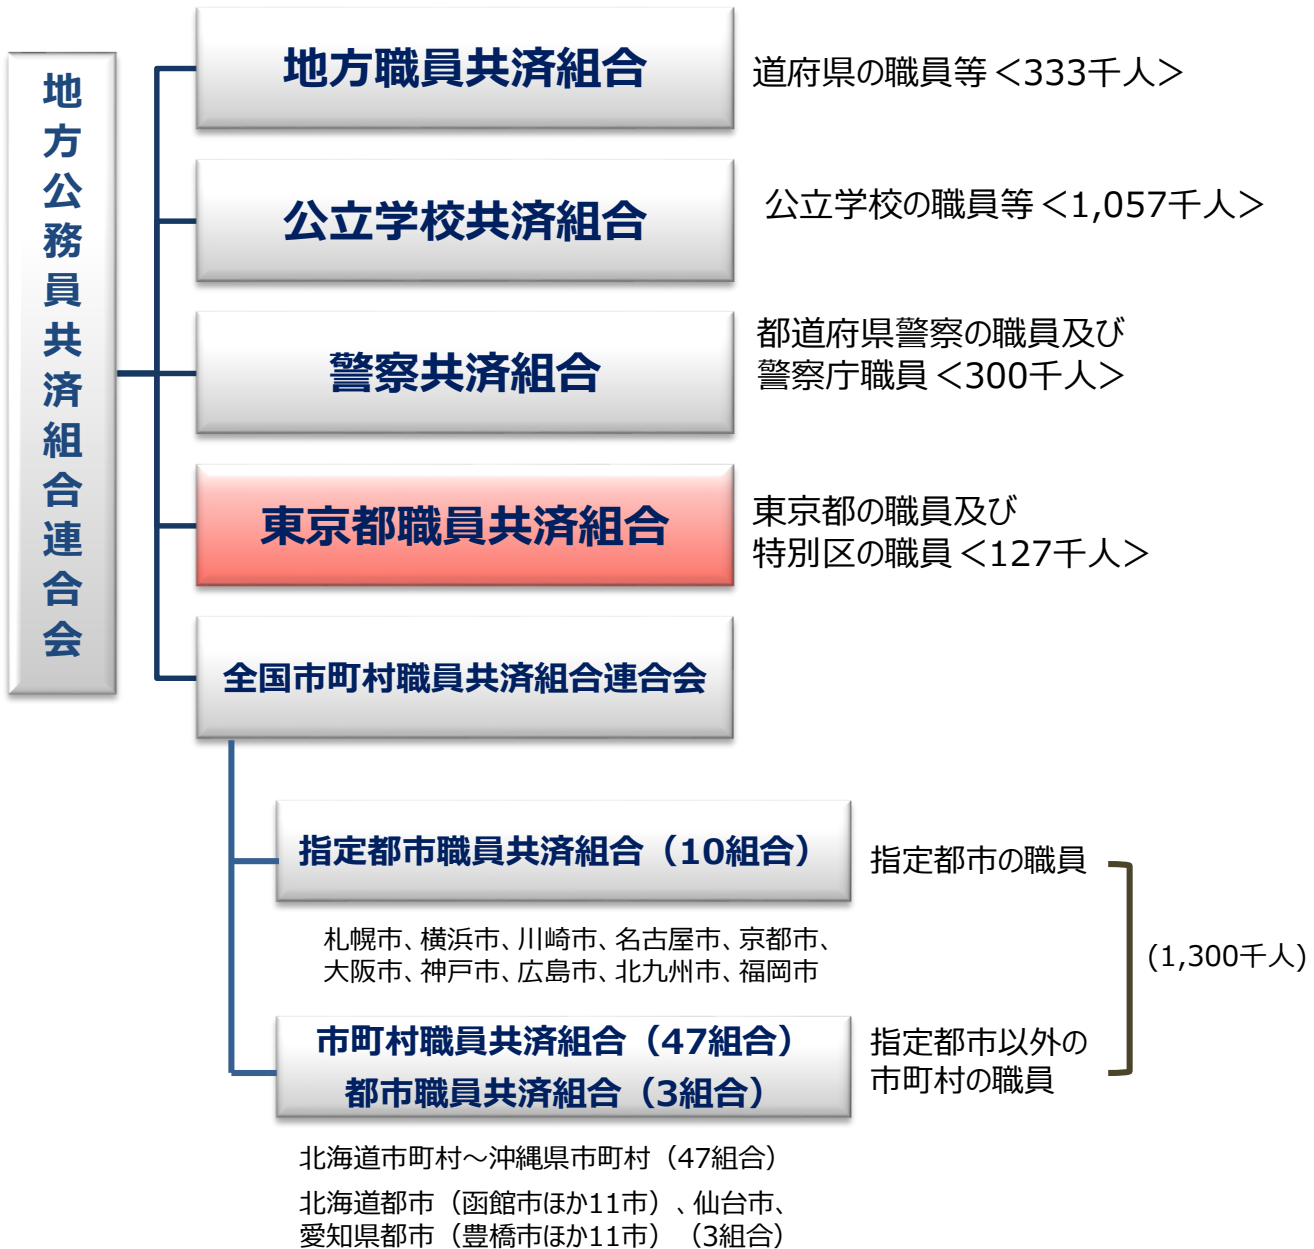 地方公務員共済組合連合会
地方職員共済組合
道府県の職員等＜333千人＞
公立学校共済組合
公立学校の職員等＜1,057千人＞
警察共済組合
都道府県警察の職員及び
警察庁職員＜300千人＞
東京都職員共済組合
東京都の職員及び
特別区の職員＜127千人＞
全国市町村職員共済組合連合会
指定都市職員共済組合（10組合）
指定都市の職員
札幌市、横浜市、川崎市、名古屋市、京都市、
大阪市、神戸市、広島市、北九州市、福岡市
(1,300千人)
市町村職員共済組合（47組合）
都市職員共済組合（3組合）
指定都市以外の
市町村の職員
北海道市町村～沖縄県市町村（47組合）
北海道都市（函館市ほか11市）、仙台市、
愛知県都市（豊橋市ほか11市）（3組合）